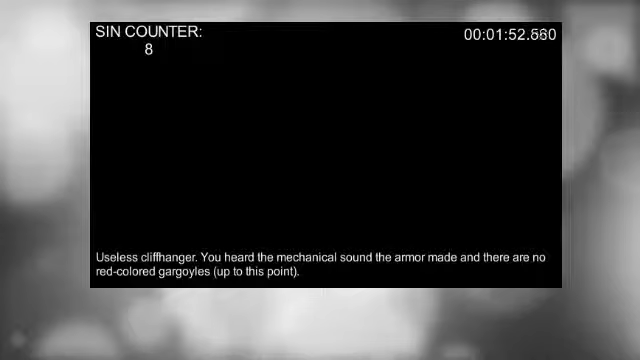 SIN COUNTER:
8
00:01:52.560
Useless cliffhanger. You heard the mechanical sound the armor made and there are no
red-colored gargoyles (up to this point).